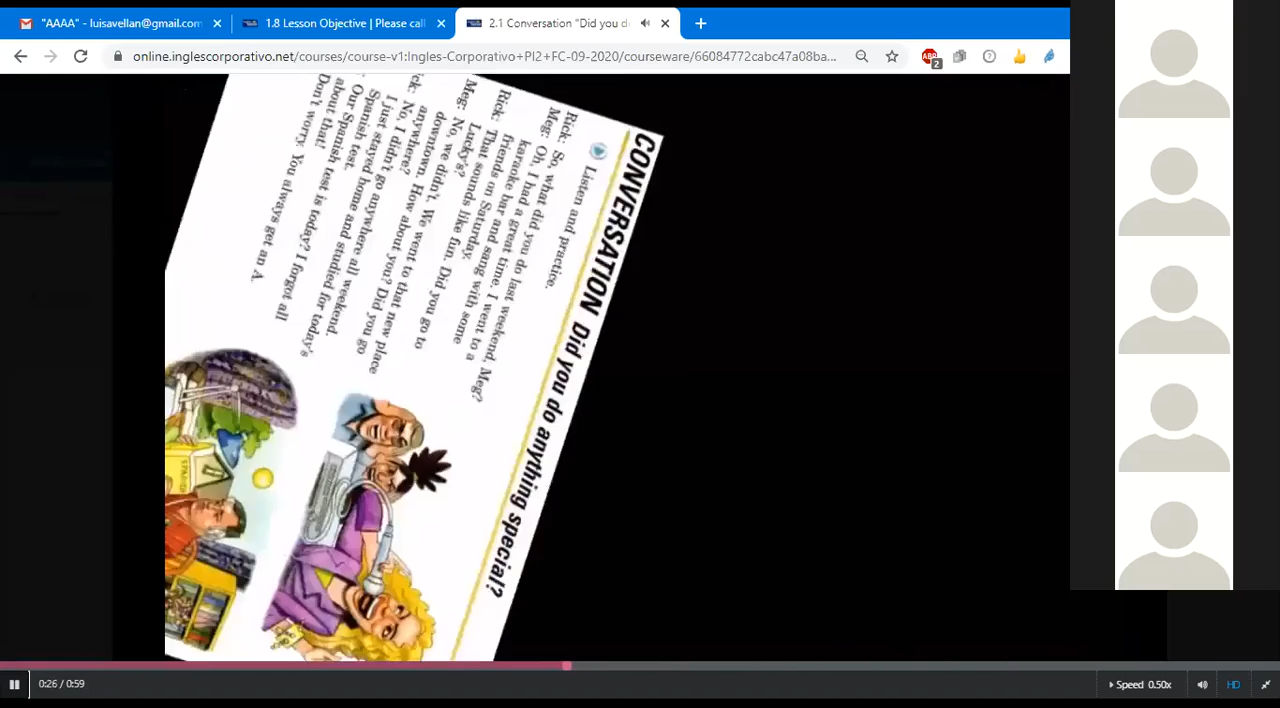 "AAAA" - luisavellan@gmail.com
1.8 Lesson Objective | Please call
2.1 Conversation "Did you d
online.inglescorporativo.net/courses/course-v1:Ingles-Corporativo+PI2+FC-09-2020/courseware/66084772cabc47a08ba...
ABP
2
CONVERSATION Did you do anything special?
Listen and practice.
Rick: So, what did you do last weekend, Meg?
Meg: Oh, I had a great time. I went to a
karaoke bar and sang with some
friends on Saturday.
Rick: That sounds like fun. Did you go to
Lucky's?
Meg: No, we didn't. We went to that new place
downtown. How about you? Did you go
anywhere?
ck: No, I didn't go anywhere all weekend.
I just stayed home and studied for today's
Spanish test.
Our Spanish test is today? I forgot all
about that!
Don't worry. You always get an A.
0:26 / 0:59
Speed 0.50x
HD